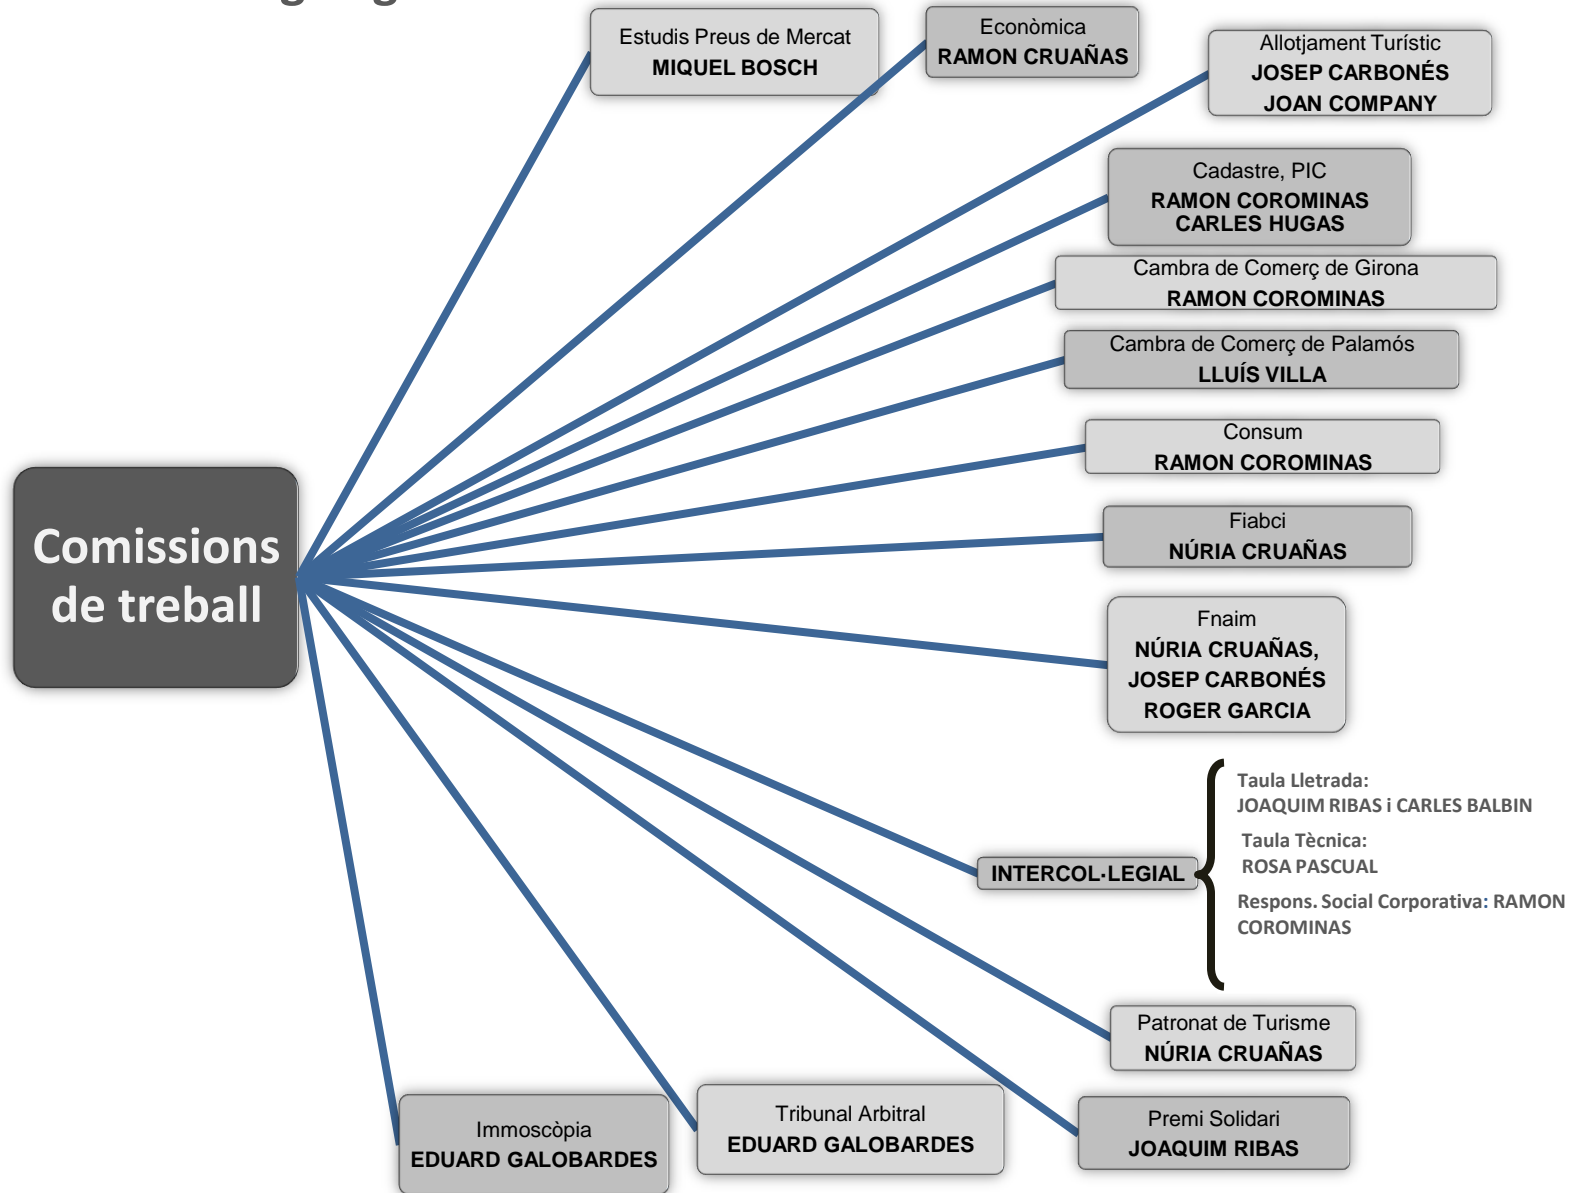 Estudis Preus de Mercat
MIQUEL BOSCH
Econòmica
RAMON CRUAÑAS
Allotjament Turístic
JOSEP CARBONÉS
JOAN COMPANY
Cadastre, PIC
RAMON COROMINAS
CARLES HUGAS
Cambra de Comerç de Girona
RAMON COROMINAS
Cambra de Comerç de Palamós
LLUÍS VILLA
Consum
RAMON COROMINAS
Fiabci
NÚRIA CRUAÑAS
Comissions
de treball
Fnaim
NÚRIA CRUAÑAS,
JOSEP CARBONÉS
ROGER GARCIA
INTERCOL·LEGIAL
Taula Lletrada:
JOAQUIM RIBAS i CARLES BALBIN
Taula Tècnica:
ROSA PASCUAL
Respons. Social Corporativa: RAMON
COROMINAS
Patronat de Turisme
NÚRIA CRUAÑAS
Immoscòpia
EDUARD GALOBARDES
Tribunal Arbitral
EDUARD GALOBARDES
Premi Solidari
JOAQUIM RIBAS